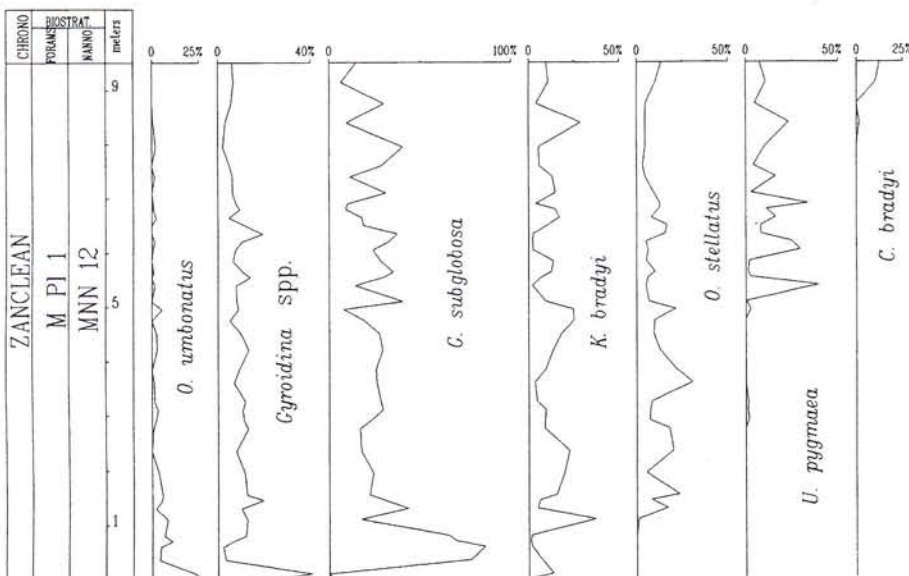 CHRONO
BIOSTRAT.
FORAMS
NANNO
meters
0 25%
0 40%
0 100%
0 50%
0 50%
0 50%
0 25%
9
5
1
ZANCLEAN
M Pl 1
MNN 12
O. umbonatus
Gyroidina spp.
G. subglobosa
K. bradyi
O. stellatus
U. pygmaea
C. bradyi